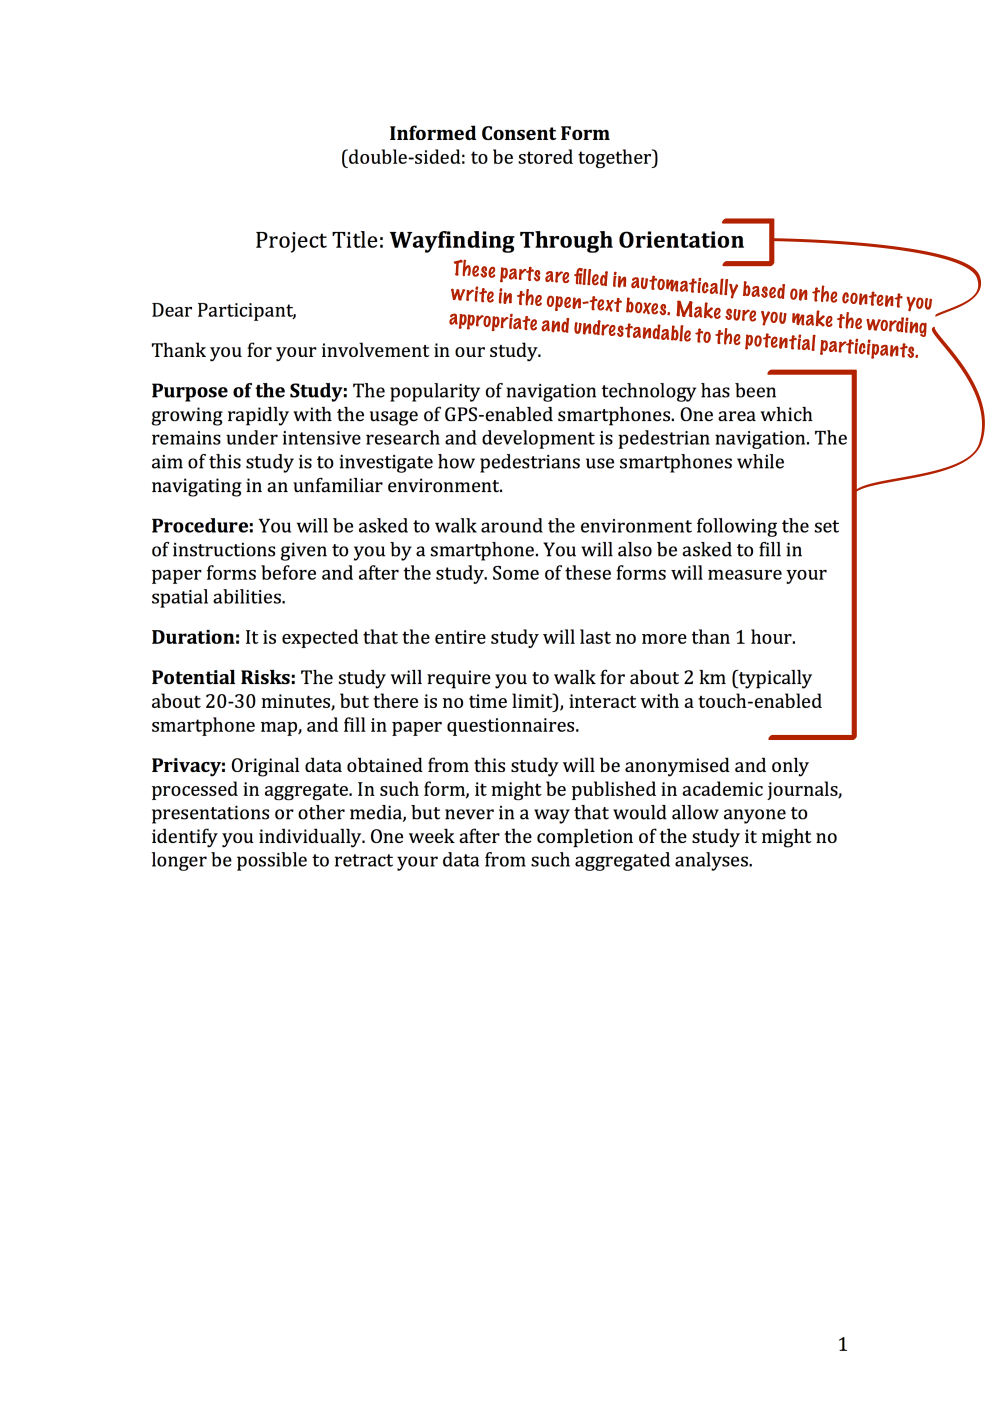 Informed Consent Form
(double-sided: to be stored together)
Project Title: Wayfinding Through Orientation
These parts are filled in automatically based on the content you
write in the open-text boxes. Make sure you make the wording
appropriate and undrestandable to the potential participants.
Dear Participant,
Thank you for your involvement in our study.
Purpose of the Study: The popularity of navigation technology has been
growing rapidly with the usage of GPS-enabled smartphones. One area which
remains under intensive research and development is pedestrian navigation. The
aim of this study is to investigate how pedestrians use smartphones while
navigating in an unfamiliar environment.
Procedure: You will be asked to walk around the environment following the set
of instructions given to you by a smartphone. You will also be asked to fill in
paper forms before and after the study. Some of these forms will measure your
spatial abilities.
Duration: It is expected that the entire study will last no more than 1 hour.
Potential Risks: The study will require you to walk for about 2 km (typically
about 20-30 minutes, but there is no time limit), interact with a touch-enabled
smartphone map, and fill in paper questionnaires.
Privacy: Original data obtained from this study will be anonymised and only
processed in aggregate. In such form, it might be published in academic journals,
presentations or other media, but never in a way that would allow anyone to
identify you individually. One week after the completion of the study it might no
longer be possible to retract your data from such aggregated analyses.
1